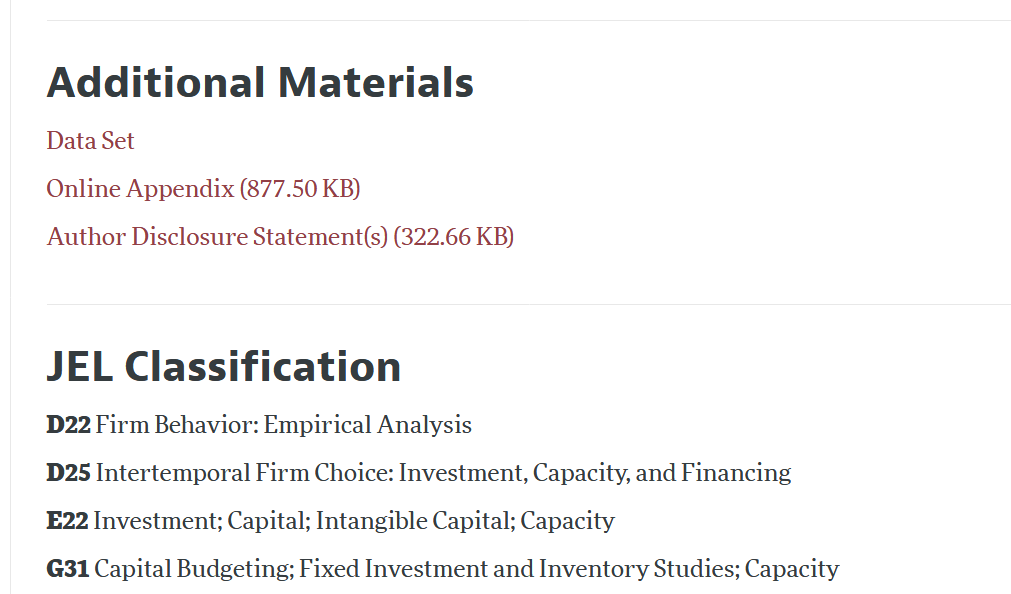 Additional Materials
Data Set
Online Appendix (877.50 KB)
Author Disclosure Statement(s) (322.66 KB)
JEL Classification
D22 Firm Behavior: Empirical Analysis
D25 Intertemporal Firm Choice: Investment, Capacity, and Financing
E22 Investment; Capital; Intangible Capital; Capacity
G31 Capital Budgeting; Fixed Investment and Inventory Studies; Capacity